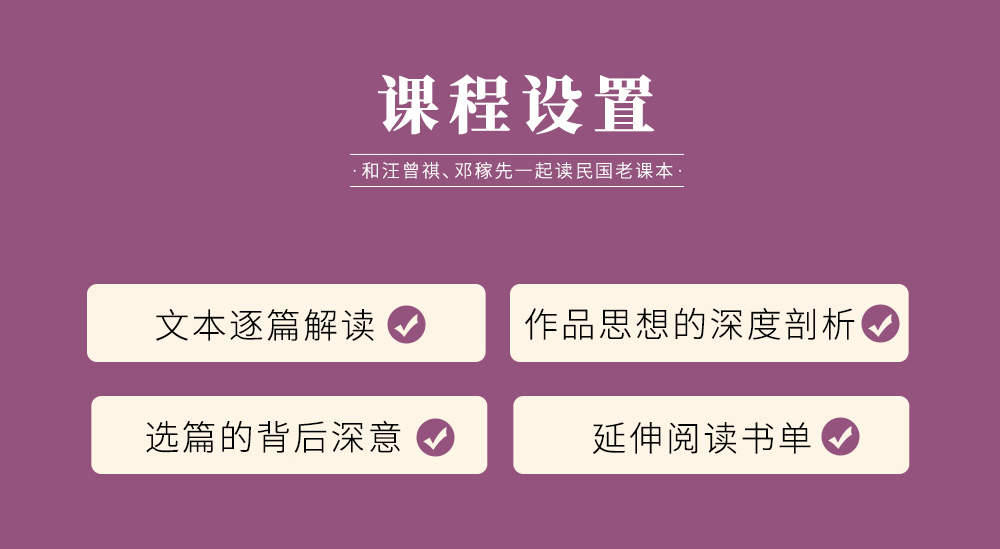 课程设置
·和汪曾祺、邓稼先一起读民国老课本·
文本逐篇解读
作品思想的深度剖析
选篇的背后深意
延伸阅读书单